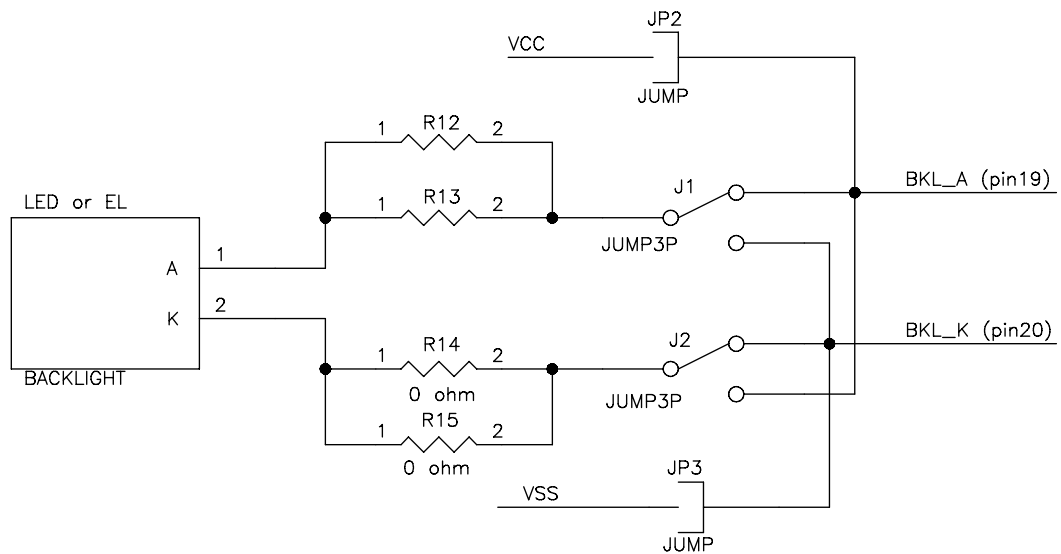 JP2
VCC
JUMP
1 R12 2
LED or EL
1 R13 2
J1
BKL_A (pin19)
JUMP3P
A 1
K 2
BACKLIGHT
1 R14 2
0 ohm
J2
BKL_K (pin20)
JUMP3P
1 R15 2
0 ohm
JP3
VSS
JUMP